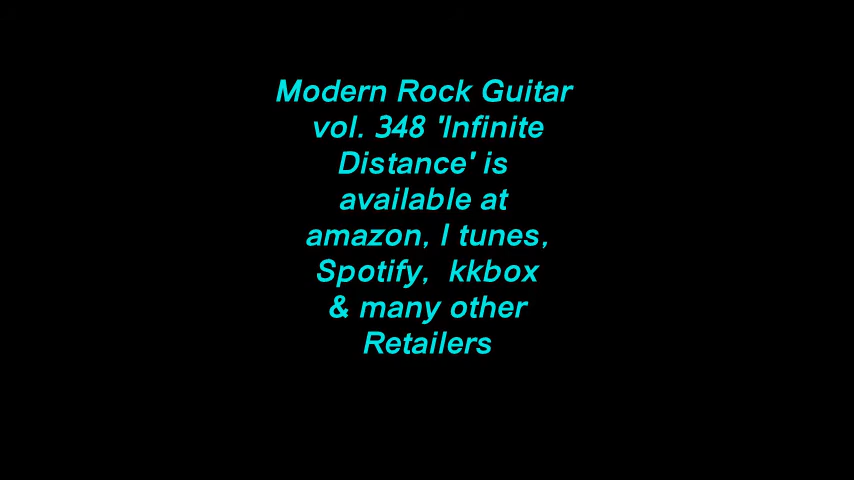 Modern Rock Guitar
vol. 348 'Infinite
Distance' is
available at
amazon, I tunes,
Spotify,  kkbox
& many other
Retailers